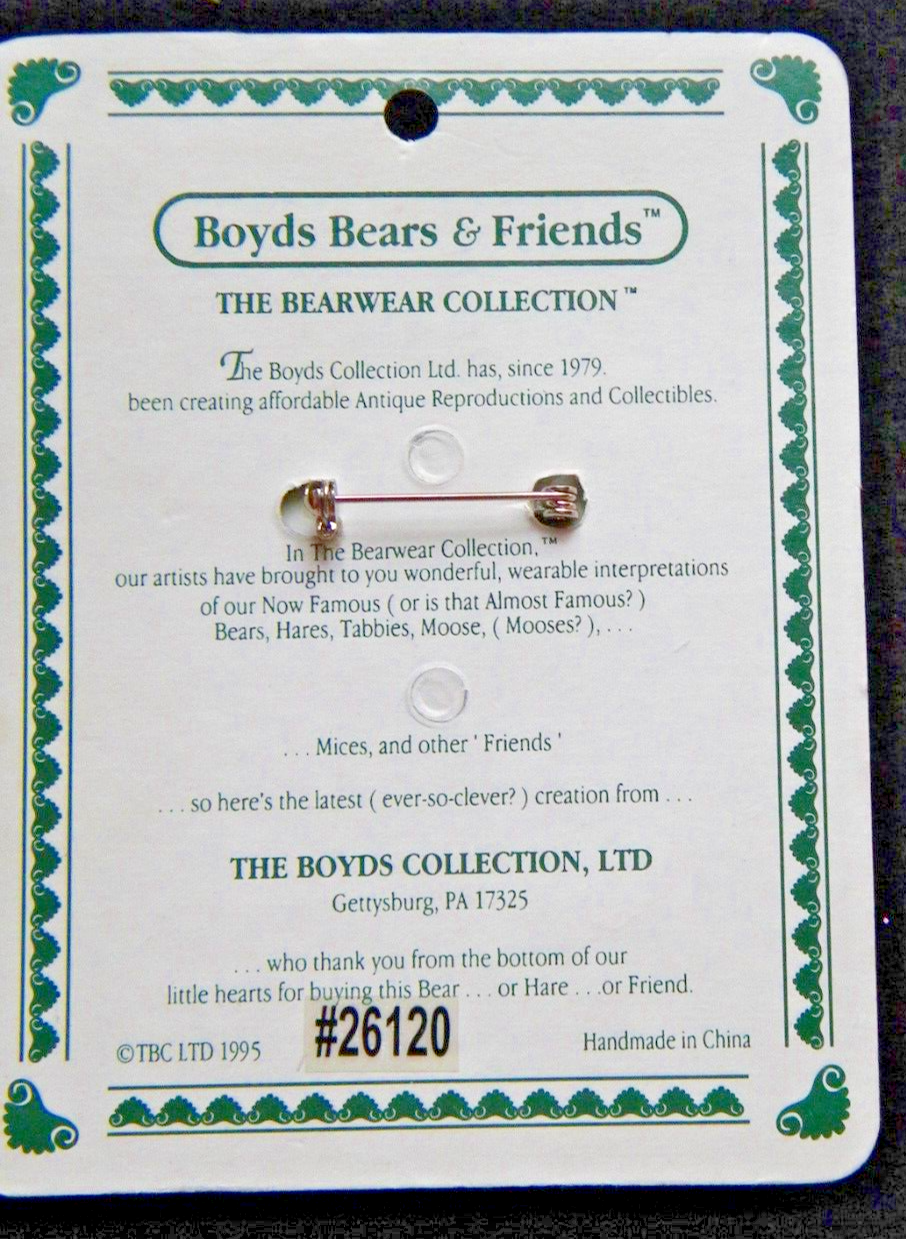 Boyds Bears & Friends™
THE BEARWEAR COLLECTION™
The Boyds Collection Ltd. has, since 1979.
been creating affordable Antique Reproductions and Collectibles.
In The Bearwear Collection,™
our artists have brought to you wonderful, wearable interpretations
of our Now Famous ( or is that Almost Famous? )
Bears, Hares, Tabbies, Moose, ( Mooses? ), . . .
. . . Mices, and other ' Friends '
. . . so here's the latest ( ever-so-clever? ) creation from . . .
THE BOYDS COLLECTION, LTD
Gettysburg, PA 17325
. . . who thank you from the bottom of our
little hearts for buying this Bear . . . or Hare . . .or Friend.
#26120
©TBC LTD 1995
Handmade in China